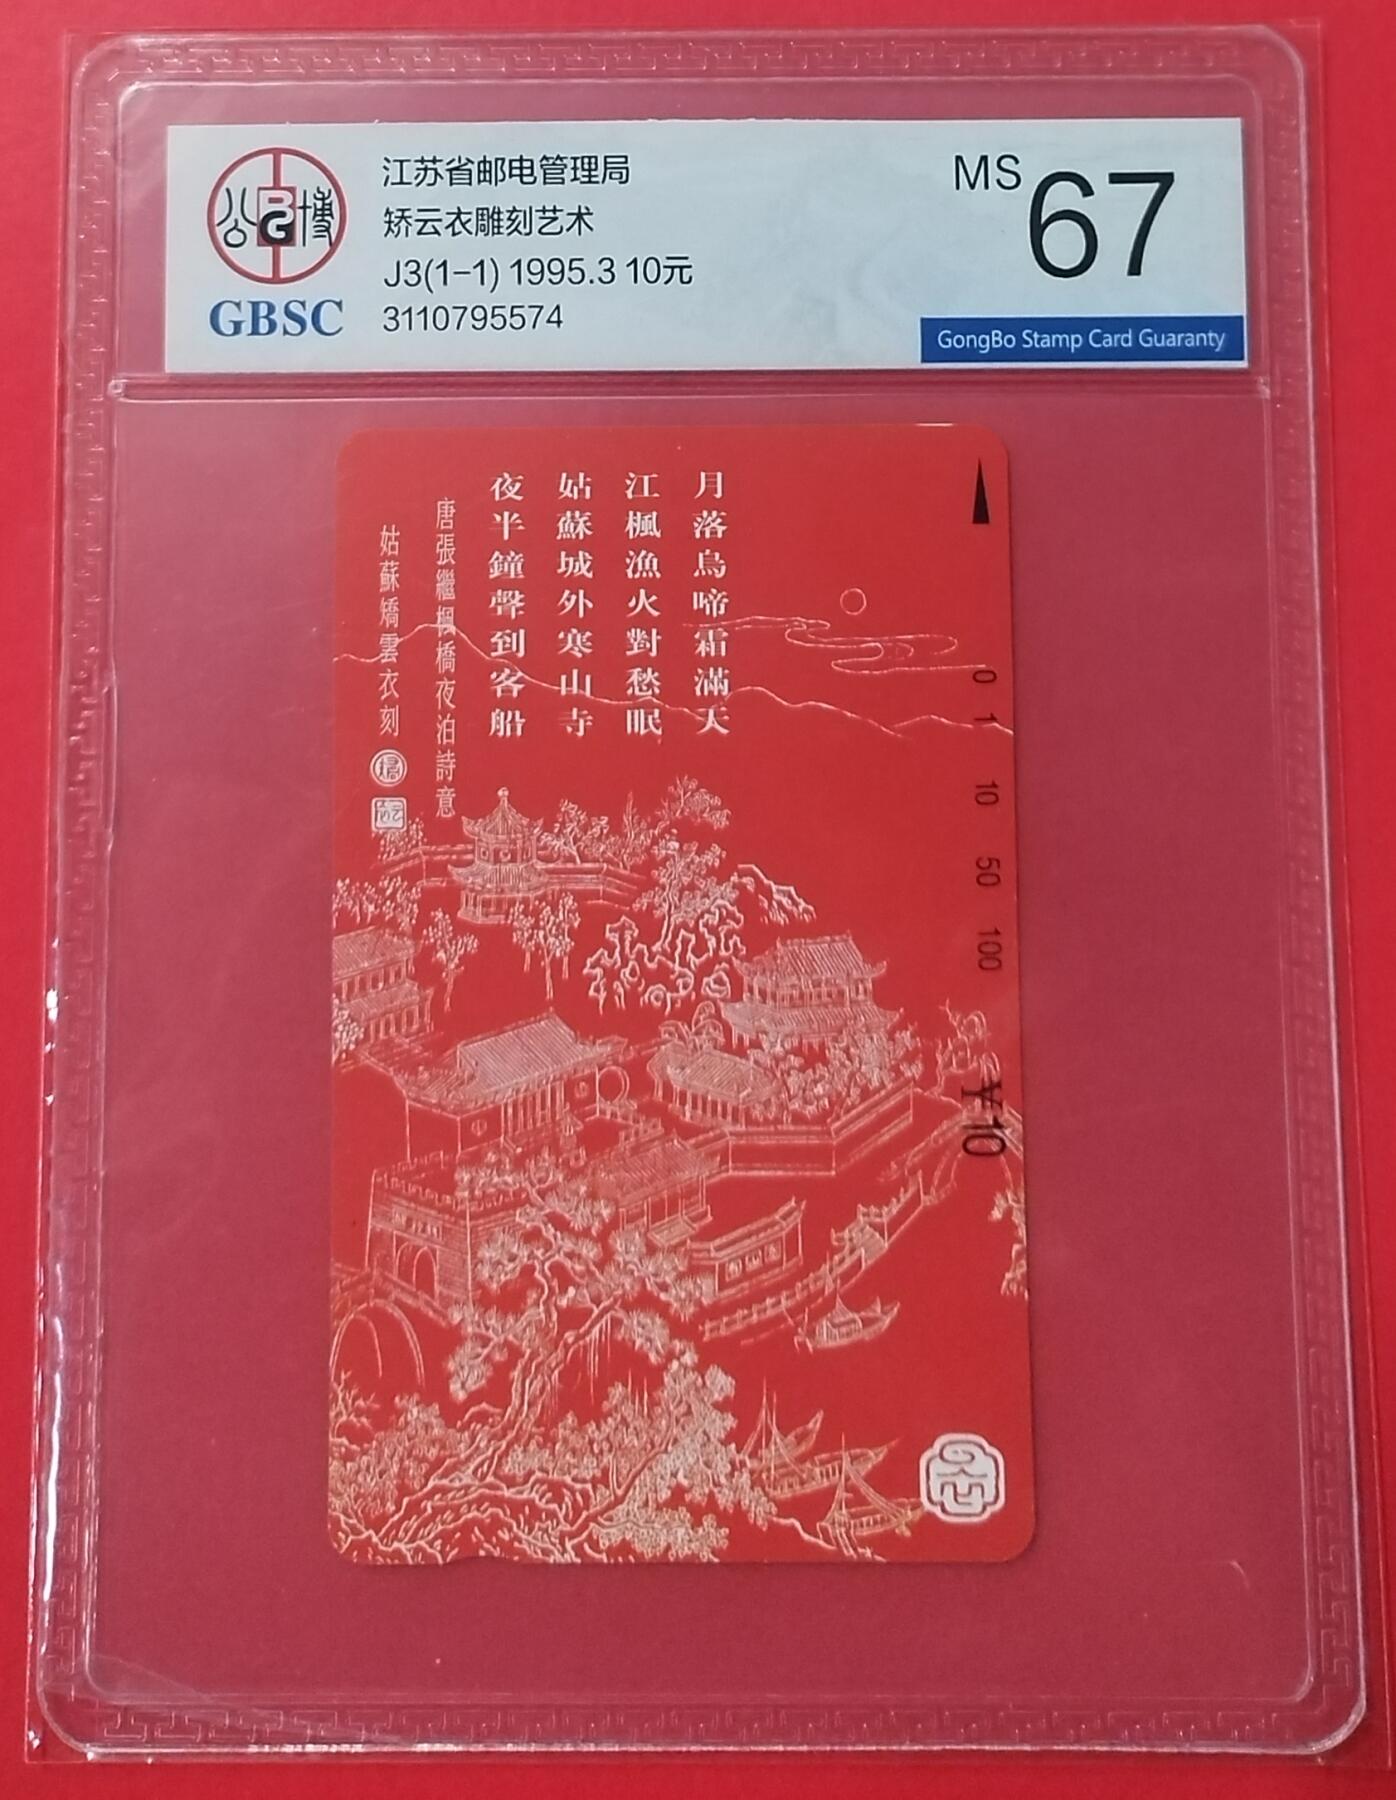 公博
BG
GBSC
江苏省邮电管理局
矫云衣雕刻艺术
J3(1-1) 1995.3 10元
3110795574
MS 67
GongBo Stamp Card Guaranty
月落烏啼霜滿天
江楓漁火對愁眠
姑蘇城外寒山寺
夜半鐘聲到客船
唐張繼楓橋夜泊詩意
姑蘇矯雲衣刻
0
1
10
50
100
¥10